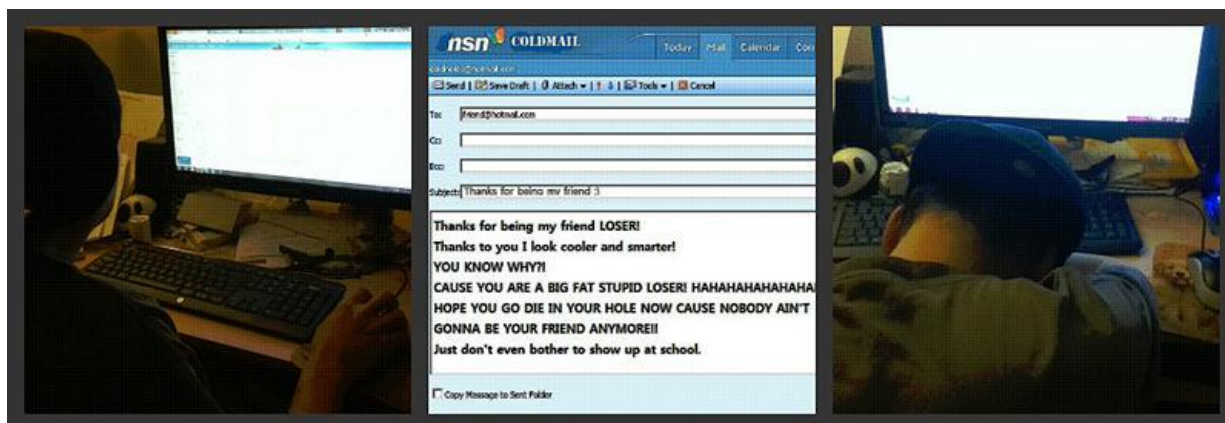 nsn COLDMAIL
Today Mail Calendar
Send | Save Draft | Attach | Tools | Cancel
To: friend@hotmail.com
Cc:
Bcc:
Subject: Thanks for being my friend :)
Thanks for being my friend LOSER!
Thanks to you I look cooler and smarter!
YOU KNOW WHY?!
CAUSE YOU ARE A BIG FAT STUPID LOSER! HAHAHAHAHAHAHA
HOPE YOU GO DIE IN YOUR HOLE NOW CAUSE NOBODY AIN'T
GONNA BE YOUR FRIEND ANYMORE!!
Just don't even bother to show up at school.
Copy Message to Sent Folder